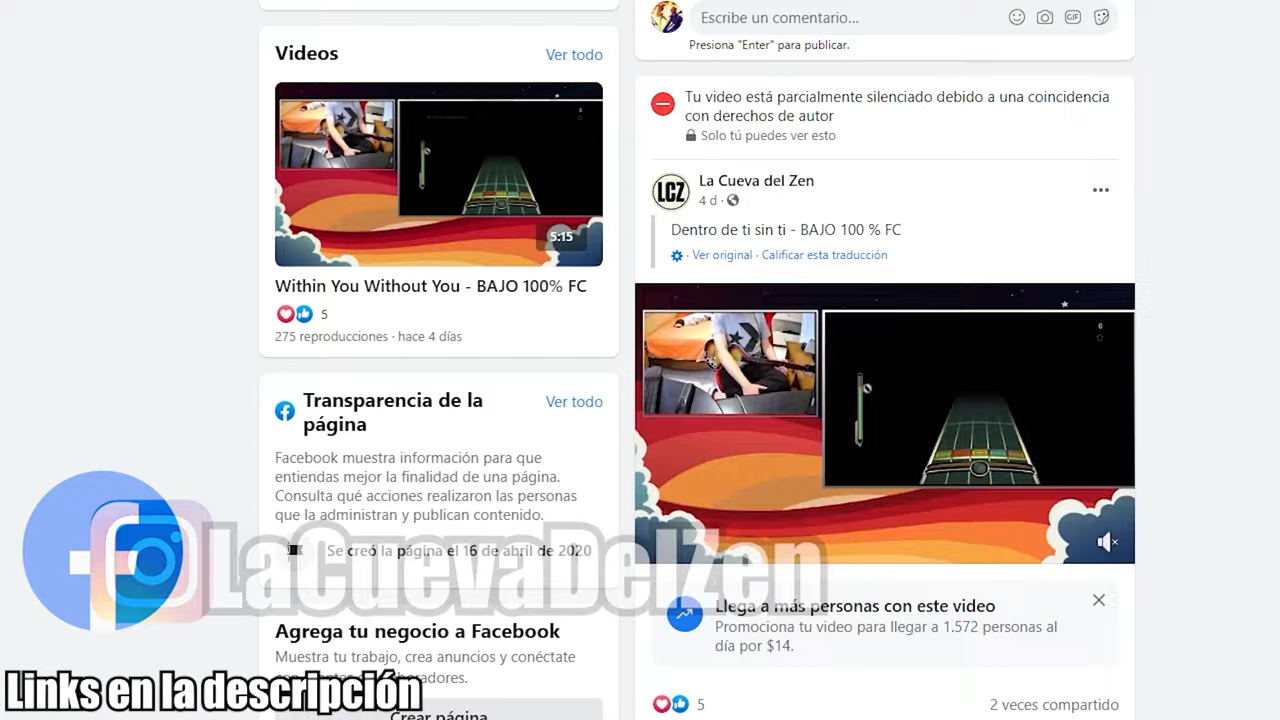 Videos
Ver todo
5:15
Within You Without You - BAJO 100% FC
5
275 reproducciones · hace 4 días
Transparencia de la
página
Ver todo
Facebook muestra información para que
entiendas mejor la finalidad de una página.
Consulta qué acciones realizaron las personas
que la administran y publican contenido.
Se creó la página el 16 de abril de 2020
Agrega tu negocio a Facebook
Muestra tu trabajo, crea anuncios y conéctate
Crear página
Escribe un comentario...
GIF
Presiona "Enter" para publicar.
Tu video está parcialmente silenciado debido a una coincidencia
con derechos de autor
Solo tú puedes ver esto
LCZ
La Cueva del Zen
4 d ·
Dentro de ti sin ti - BAJO 100 % FC
· Ver original · Calificar esta traducción
Llega a más personas con este video
Promociona tu video para llegar a 1.572 personas al
día por $14.
5
2 veces compartido
LaCuevaDelzen
Links en la descripción